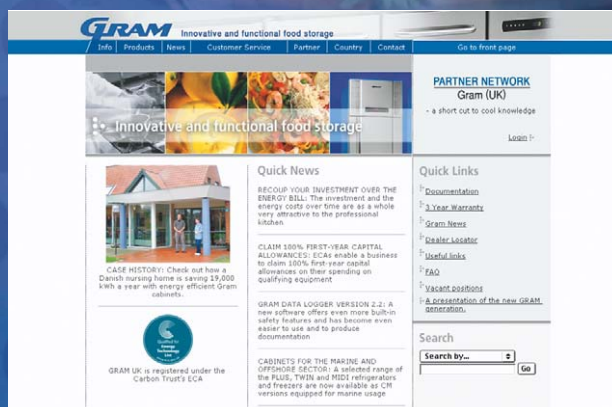 GRAM Innovative and functional food storage
Info Products News Customer Service Partner Country Contact Go to front page
Innovative and functional food storage
PARTNER NETWORK
Gram (UK)
- a short cut to cool knowledge
Login
CASE HISTORY: Check out how a
Danish nursing home is saving 19,000
kWh a year with energy efficient Gram
cabinets.
Qualified for
Energy
Technology
List
GRAM UK is registered under the
Carbon Trust's ECA
Quick News
RECOUP YOUR INVESTMENT OVER THE
ENERGY BILL: The investment and the
energy costs over time are as a whole
very attractive to the professional
kitchen.
CLAIM 100% FIRST-YEAR CAPITAL
ALLOWANCES: ECAs enable a business
to claim 100% first-year capital
allowances on their spending on
qualifying equipment
GRAM DATA LOGGER VERSION 2.2: A
new software offers even more built-in
safety features and has become even
easier to use and to produce
documentation
CABINETS FOR THE MARINE AND
OFFSHORE SECTOR: A selected range of
the PLUS, TWIN and MIDI refrigerators
and freezers are now available as CM
versions equipped for marine usage
Quick Links
Documentation
3 Year Warranty
Gram News
Dealer Locator
Useful links
FAQ
Vacant positions
A presentation of the new GRAM
generation.
Search
Search by...
Go